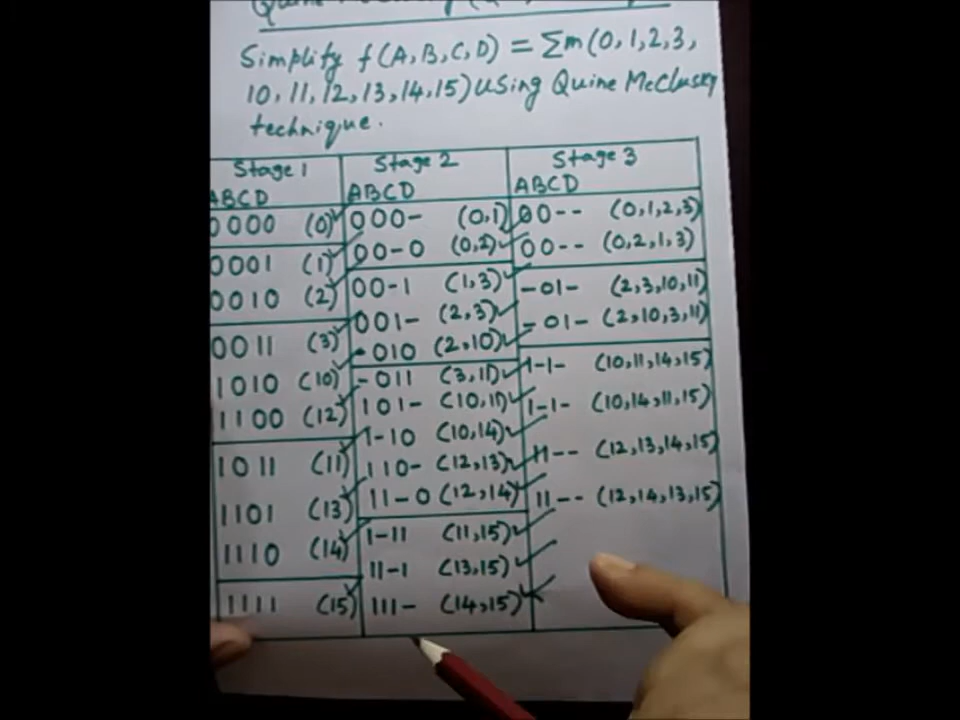 Simplify f(A,B,C,D) = Σm(0,1,2,3,
10,11,12,13,14,15) using Quine McClusky
technique.
Stage 1 Stage 2 Stage 3
ABCD ABCD ABCD
0000 (0) 000- (0,1) 00-- (0,1,2,3)
0001 (1) 00-0 (0,2) 00-- (0,2,1,3)
0010 (2) 00-1 (1,3) -01- (2,3,10,11)
0011 (3) 001- (2,3) -01- (2,10,3,11)
1010 (10) -010 (2,10) 1-1- (10,11,14,15)
1100 (12) -011 (3,11) 1-1- (10,14,11,15)
1011 (11) 101- (10,11) 11-- (12,13,14,15)
1101 (13) 1-10 (10,14) 11-- (12,14,13,15)
1110 (14) 110- (12,13)
1111 (15) 11-0 (12,14)
1-11 (11,15)
11-1 (13,15)
111- (14,15)